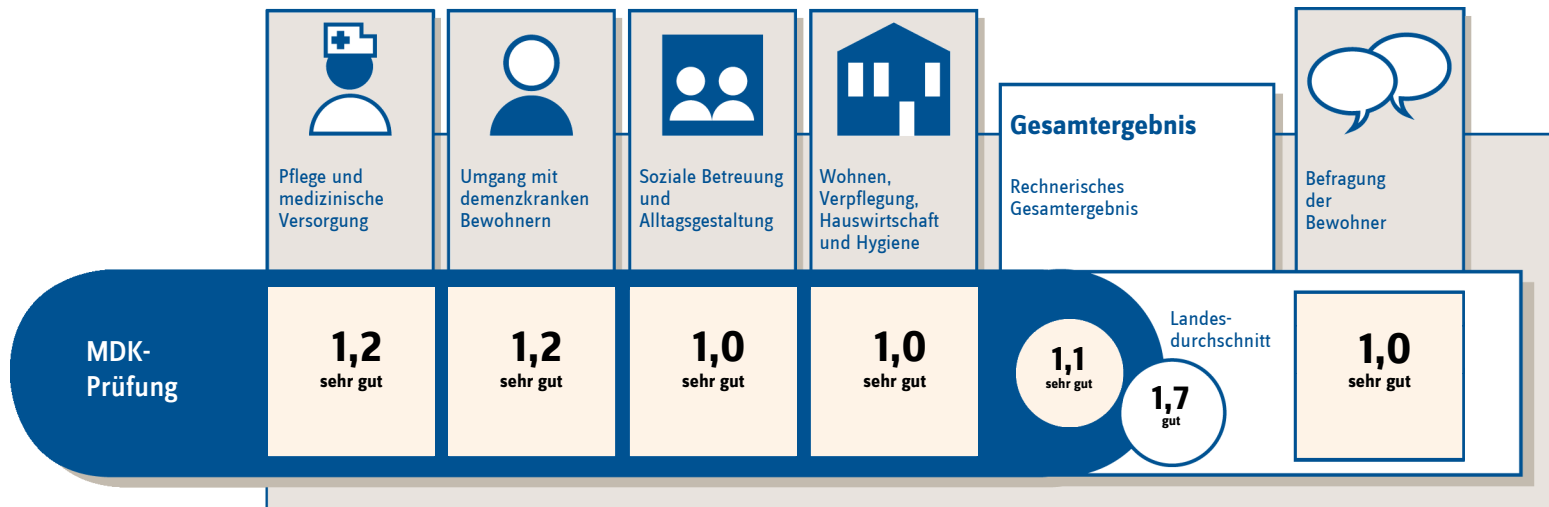 Pflege und
medizinische
Versorgung
Umgang mit
demenzkranken
Bewohnern
Soziale Betreuung
und
Alltagsgestaltung
Wohnen,
Verpflegung,
Hauswirtschaft
und Hygiene
Gesamtergebnis
Rechnerisches
Gesamtergebnis
Befragung
der
Bewohner
MDK-
Prüfung
1,2
sehr gut
1,2
sehr gut
1,0
sehr gut
1,0
sehr gut
1,1
sehr gut
Landes-
durchschnitt
1,7
gut
1,0
sehr gut